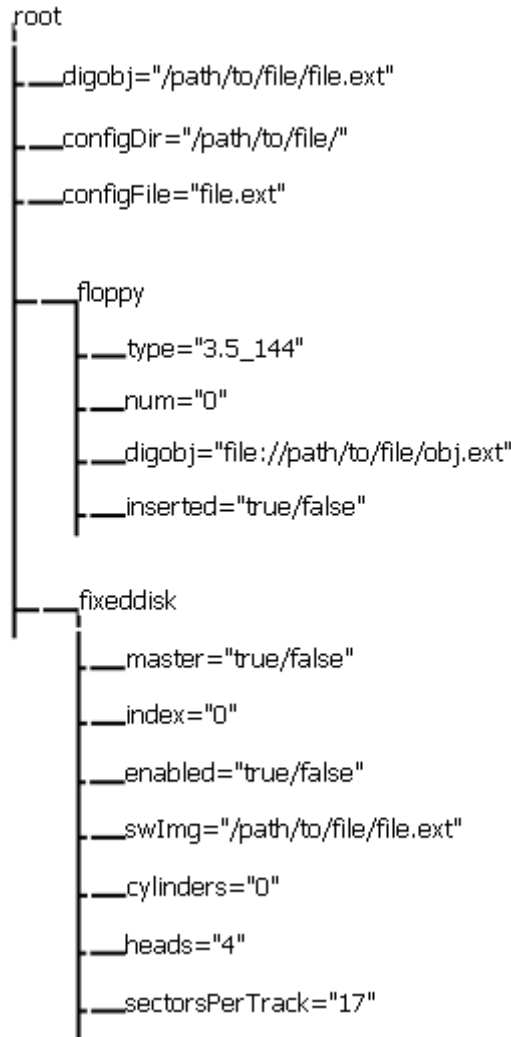 root
digobj="/path/to/file/file.ext"
configDir="/path/to/file/"
configFile="file.ext"
floppy
type="3.5_144"
num="0"
digobj="file://path/to/file/obj.ext"
inserted="true/false"
fixeddisk
master="true/false"
index="0"
enabled="true/false"
swImg="/path/to/file/file.ext"
cylinders="0"
heads="4"
sectorsPerTrack="17"